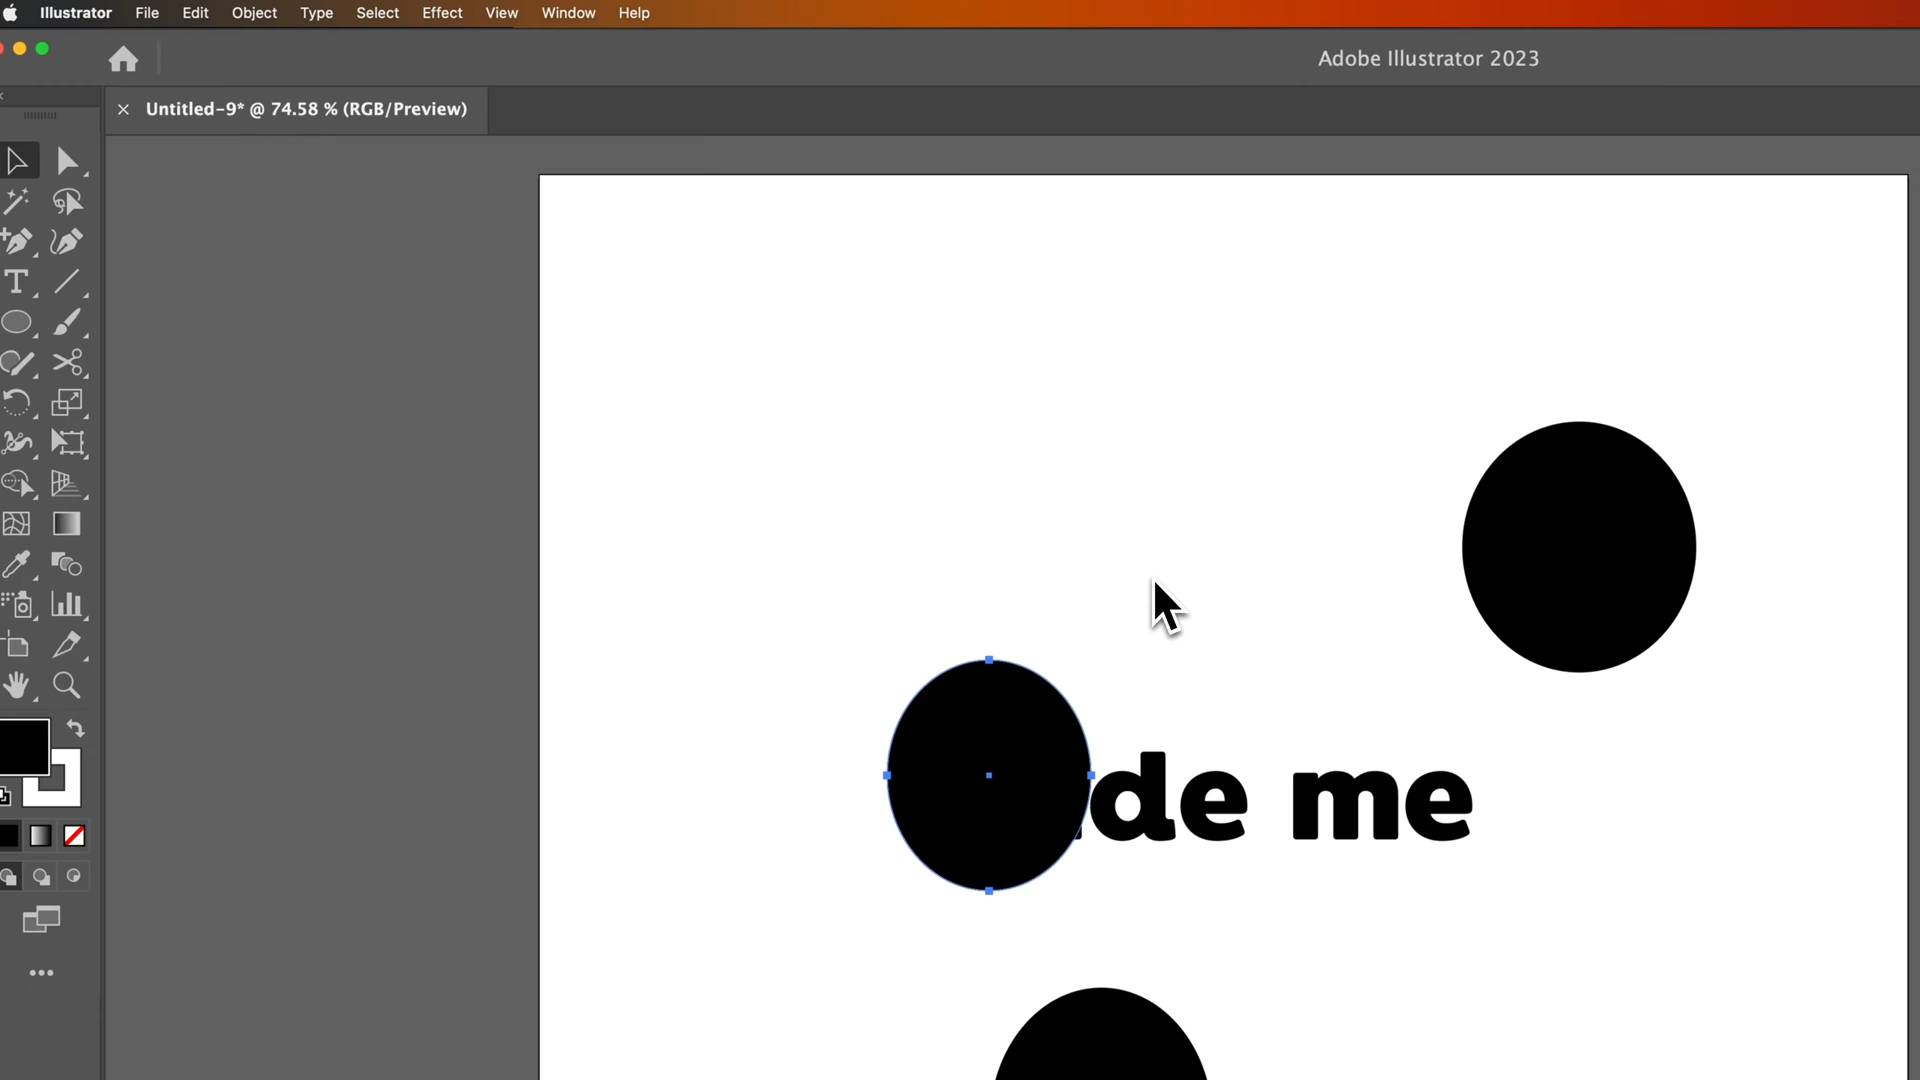 Illustrator File Edit Object Type Select Effect View Window Help
Adobe Illustrator 2023
Untitled-9* @ 74.58 % (RGB/Preview)
de me